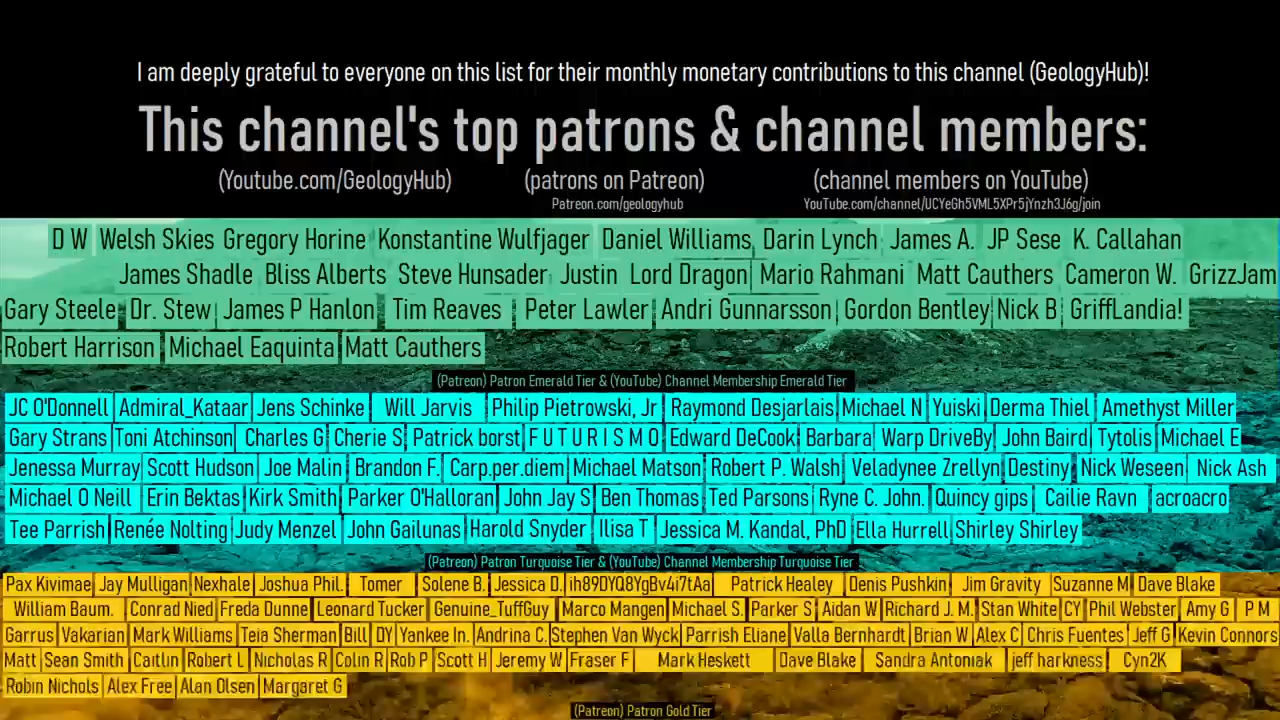 I am deeply grateful to everyone on this list for their monthly monetary contributions to this channel (GeologyHub)!
This channel's top patrons & channel members:
(Youtube.com/GeologyHub) (patrons on Patreon) (channel members on YouTube)
Patreon.com/geologyhub YouTube.com/channel/UCYeGh5VML5XPr5jYnzh3J6g/join
D W Welsh Skies Gregory Horine Konstantine Wulfjager Daniel Williams Darin Lynch James A. JP Sese K. Callahan
James Shadle Bliss Alberts Steve Hunsader Justin Lord Dragon Mario Rahmani Matt Cauthers Cameron W. GrizzJam
Gary Steele Dr. Stew James P Hanlon Tim Reaves Peter Lawler Andri Gunnarsson Gordon Bentley Nick B GriffLandia!
Robert Harrison Michael Eaquinta Matt Cauthers
(Patreon) Patron Emerald Tier & (YouTube) Channel Membership Emerald Tier
JC O'Donnell Admiral_Kataar Jens Schinke Will Jarvis Philip Pietrowski, Jr Raymond Desjarlais Michael N Yuiski Derma Thiel Amethyst Miller
Gary Strans Toni Atchinson Charles G Cherie S Patrick borst F U T U R I S M O Edward DeCook Barbara Warp DriveBy John Baird Tytolis Michael E
Jenessa Murray Scott Hudson Joe Malin Brandon F. Carp.per.diem Michael Matson Robert P. Walsh Veladynee Zrellyn Destiny Nick Weseen Nick Ash
Michael O Neill Erin Bektas Kirk Smith Parker O'Halloran John Jay S Ben Thomas Ted Parsons Ryne C. John. Quincy gips Cailie Ravn acroacro
Tee Parrish Renée Nolting Judy Menzel John Gailunas Harold Snyder Ilisa T Jessica M. Kandal, PhD Ella Hurrell Shirley Shirley
(Patreon) Patron Turquoise Tier & (YouTube) Channel Membership Turquoise Tier
Pax Kivimae Jay Mulligan Nexhale Joshua Phil. Tomer Solene B. Jessica D. ih89DYQ8YgBv4i7tAa Patrick Healey Denis Pushkin Jim Gravity Suzanne M Dave Blake
William Baum. Conrad Nied Freda Dunne Leonard Tucker Genuine_TuffGuy Marco Mangen Michael S. Parker S Aidan W Richard J. M. Stan White CY Phil Webster Amy G P M
Garrus Vakarian Mark Williams Teia Sherman Bill DY Yankee In. Andrina C. Stephen Van Wyck Parrish Eliane Valla Bernhardt Brian W Alex C Chris Fuentes Jeff G Kevin Connors
Matt Sean Smith Caitlin Robert L Nicholas R Colin R Rob P Scott H Jeremy W Fraser F Mark Heskett Dave Blake Sandra Antoniak jeff harkness Cyn2K
Robin Nichols Alex Free Alan Olsen Margaret G
(Patreon) Patron Gold Tier